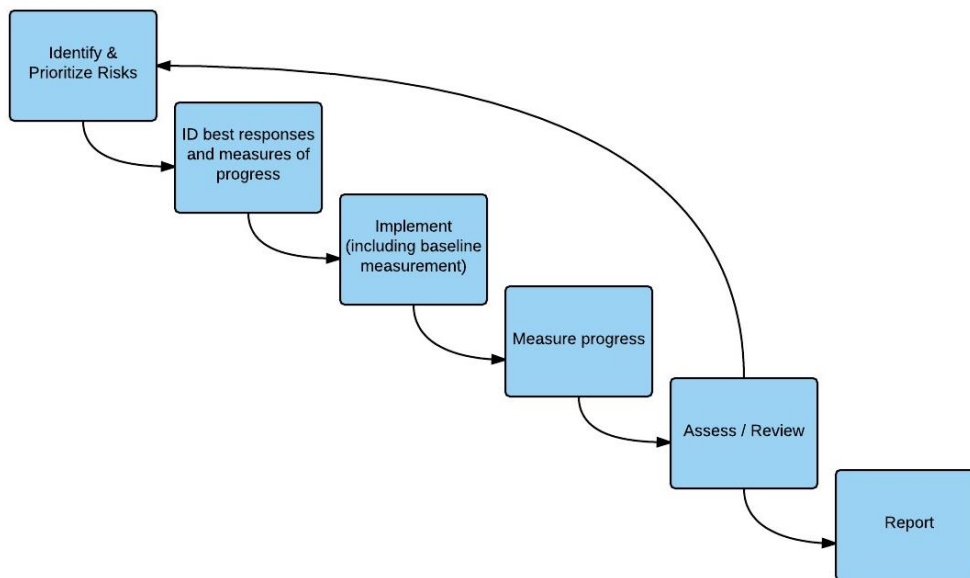 Identify &
Prioritize Risks
ID best responses
and measures of
progress
Implement
(including baseline
measurement)
Measure progress
Assess / Review
Report